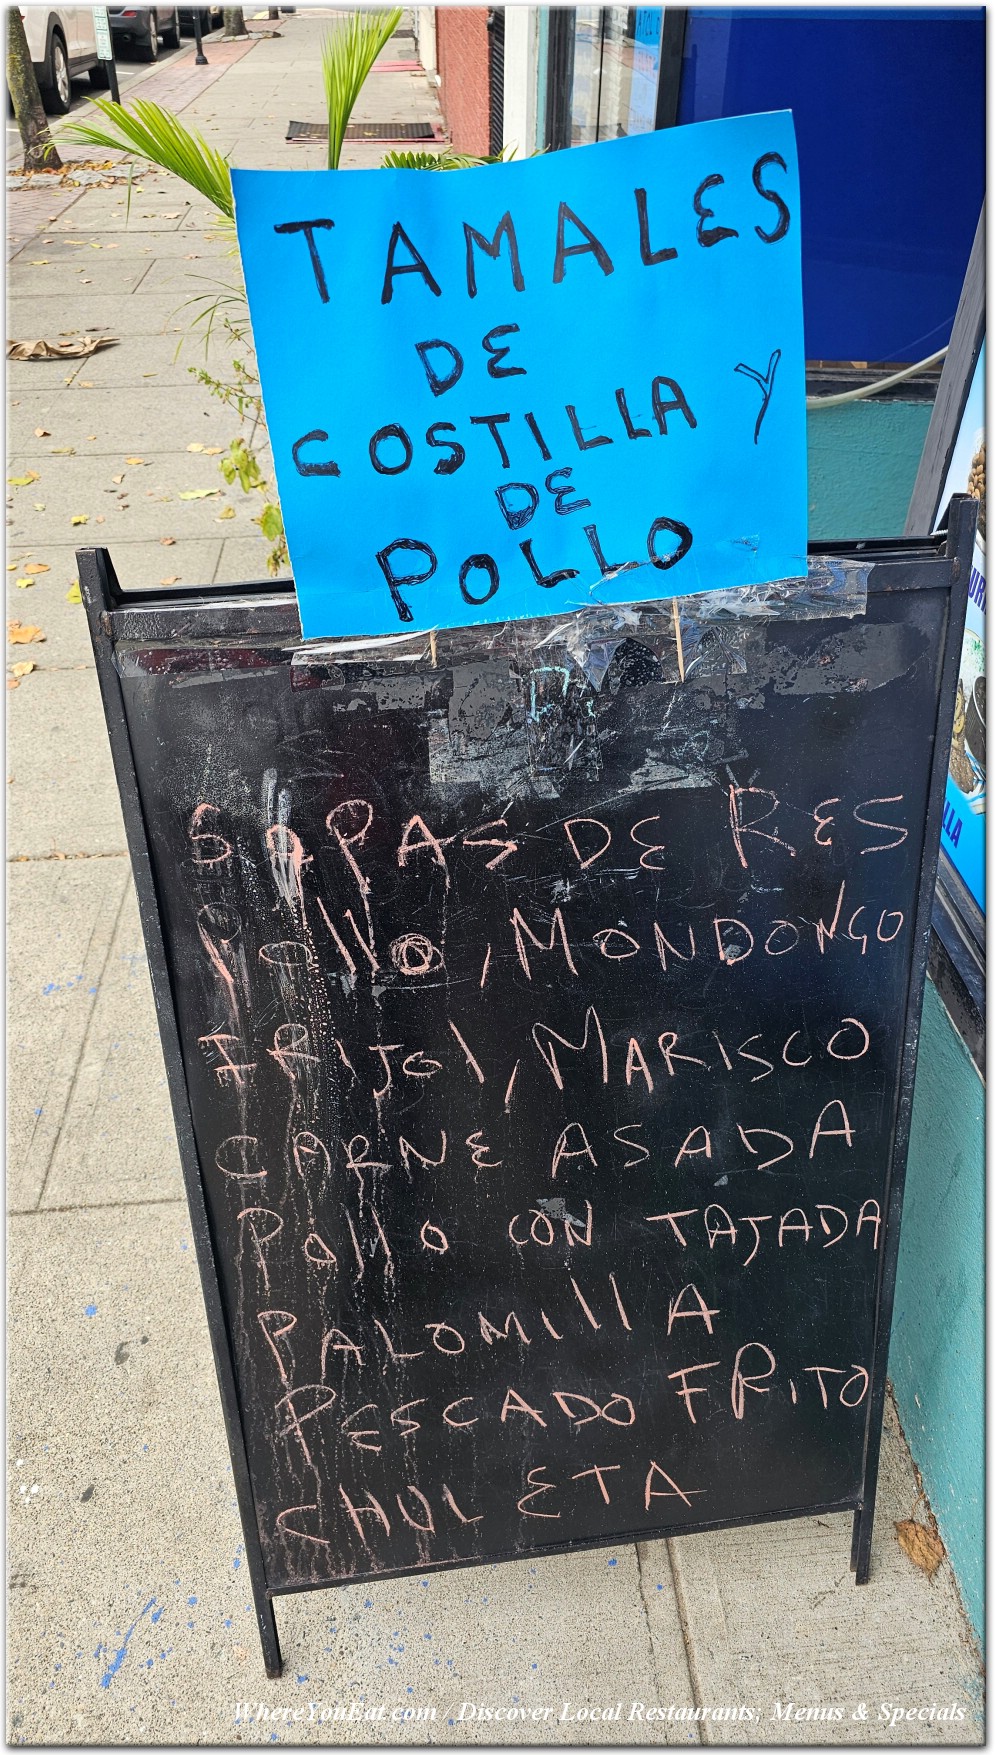 TAMALES
DE
COSTILLA Y
DE
POLLO
SOPAS DE RES
Pollo, MONDONGO
FRIJOl, MARISCO
CARNE ASADA
Pollo CON TAJADA
PALOMIllA
PESCADO FRITO
CHULETA
LLA
WhereYouEat.com / Discover Local Restaurants, Menus & Specials